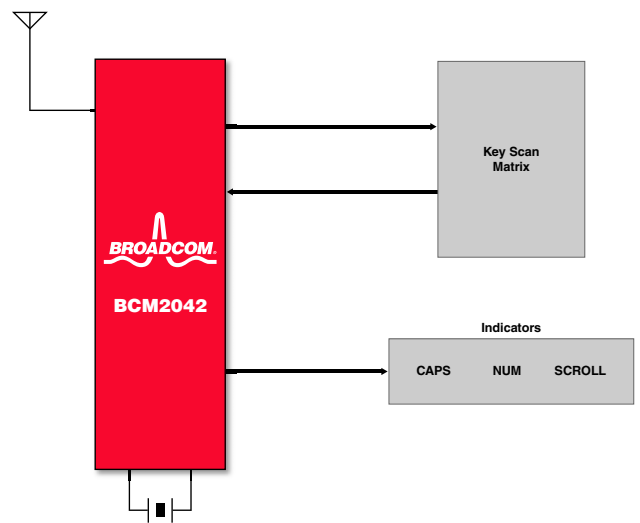 Key Scan
Matrix
BROADCOM.
BCM2042
Indicators
CAPS NUM SCROLL